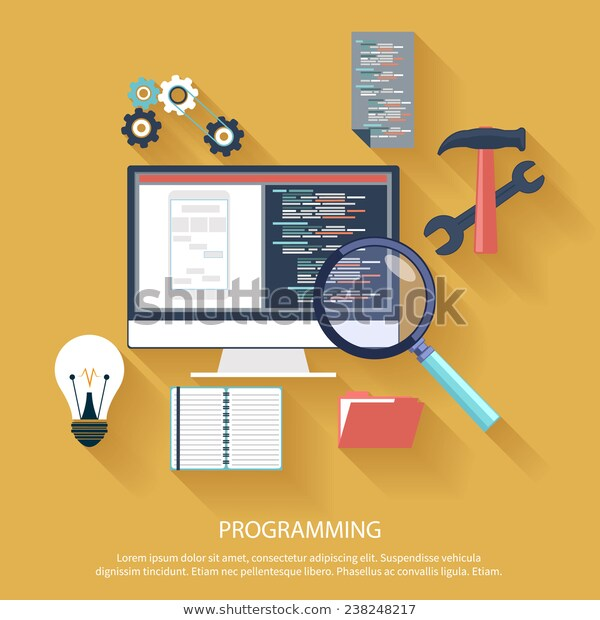 shutterstock
PROGRAMMING
Lorem ipsum dolor sit amet, consectetur adipiscing elit. Suspendisse vehicula
dignissim tincidunt. Etiam nec bibendum libero. Phasellus ac convallis ligula. Etiam.
www.shutterstock.com · 238248217